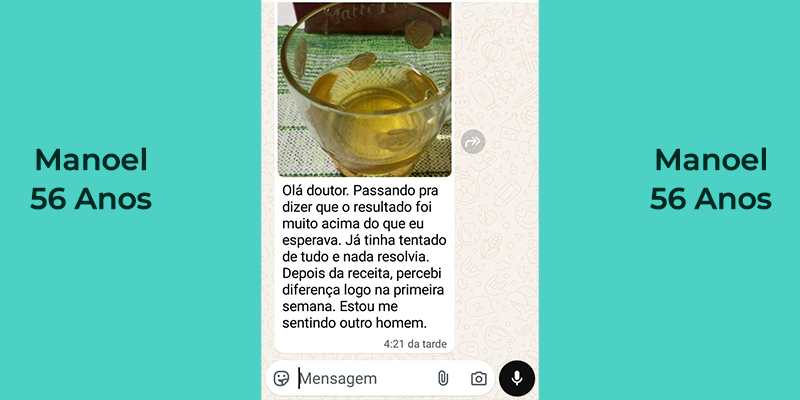 Manoel
56 Anos
Olá doutor. Passando pra
dizer que o resultado foi
muito acima do que eu
esperava. Já tinha tentado
de tudo e nada resolvia.
Depois da receita, percebi
diferença logo na primeira
semana. Estou me
sentindo outro homem.
4:21 da tarde
Mensagem
Manoel
56 Anos